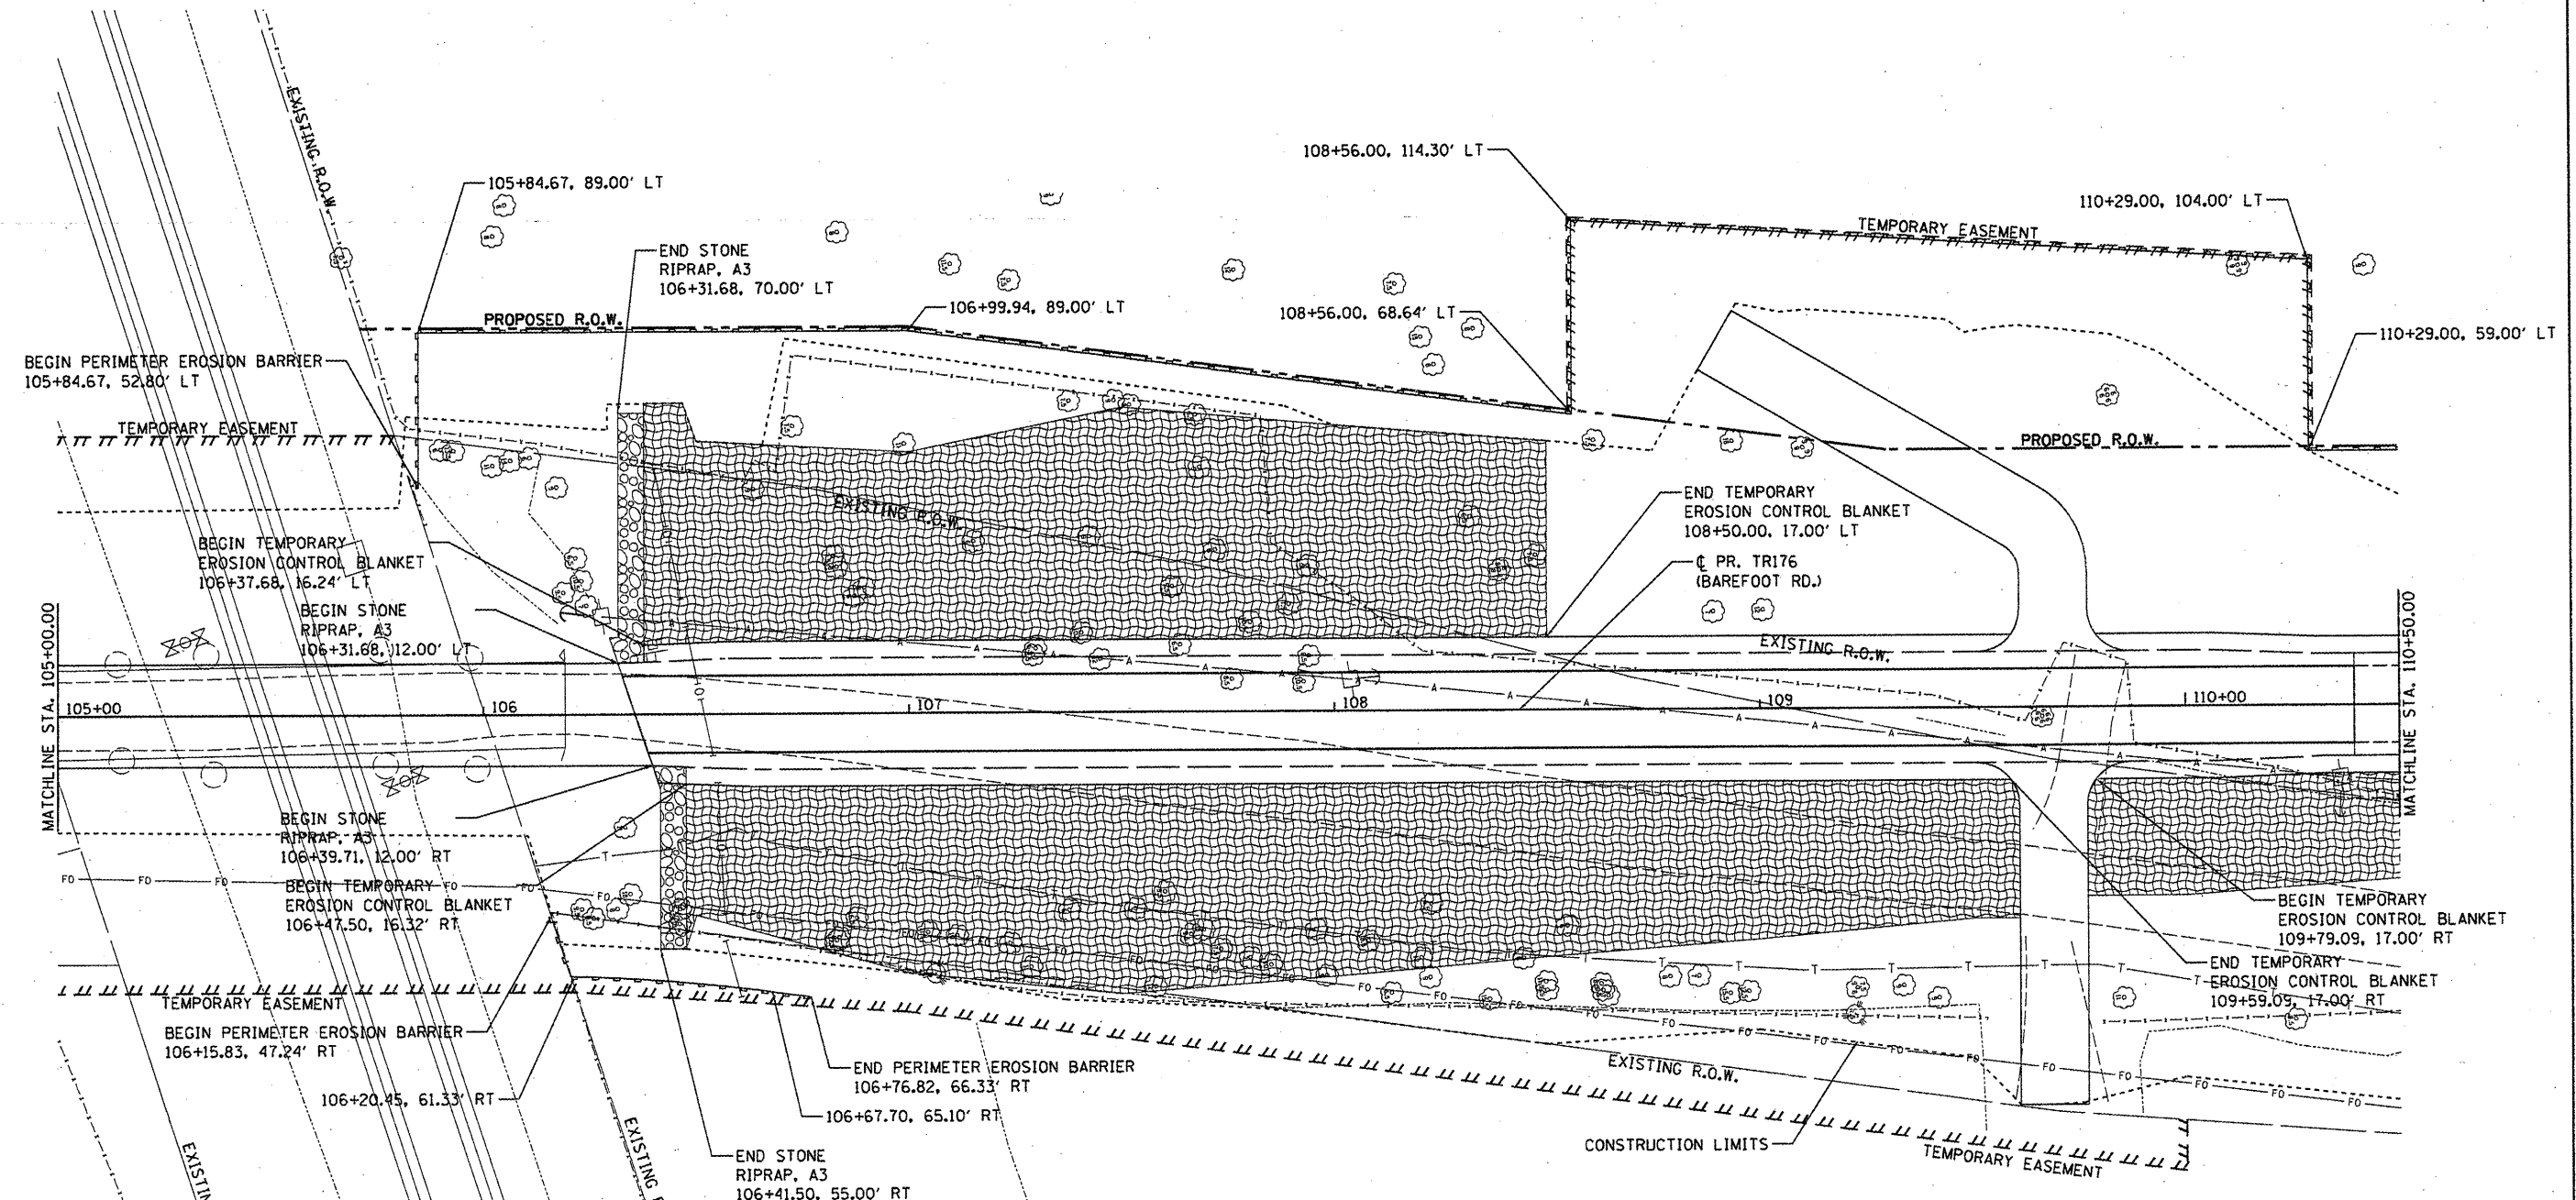 EXISTING R.O.W.
105+84.67, 89.00' LT
108+56.00, 114.30' LT
110+29.00, 104.00' LT
TEMPORARY EASEMENT
END STONE
RIPRAP, A3
106+31.68, 70.00' LT
PROPOSED R.O.W.
106+99.94, 89.00' LT
108+56.00, 68.64' LT
110+29.00, 59.00' LT
BEGIN PERIMETER EROSION BARRIER
105+84.67, 52.80' LT
TEMPORARY EASEMENT
PROPOSED R.O.W.
EXISTING R.O.W.
END TEMPORARY
EROSION CONTROL BLANKET
108+50.00, 17.00' LT
BEGIN TEMPORARY
EROSION CONTROL BLANKET
106+37.68, 16.24' LT
℄ PR. TR176
(BAREFOOT RD.)
BEGIN STONE
RIPRAP, A3
106+31.68, 12.00' LT
EXISTING R.O.W.
MATCHLINE STA. 105+00.00
105+00
106
107
108
109
110+00
MATCHLINE STA. 110+50.00
BEGIN STONE
RIPRAP, A3
106+39.71, 12.00' RT
BEGIN TEMPORARY
EROSION CONTROL BLANKET
106+47.50, 16.32' RT
BEGIN TEMPORARY
EROSION CONTROL BLANKET
109+79.09, 17.00' RT
END TEMPORARY
EROSION CONTROL BLANKET
109+59.09, 17.00' RT
TEMPORARY EASEMENT
BEGIN PERIMETER EROSION BARRIER
106+15.83, 47.24' RT
END PERIMETER EROSION BARRIER
106+76.82, 66.33' RT
106+20.45, 61.33' RT
106+67.70, 65.10' RT
EXISTING R.O.W.
CONSTRUCTION LIMITS
TEMPORARY EASEMENT
END STONE
RIPRAP, A3
106+41.50, 55.00' RT
EXISTING